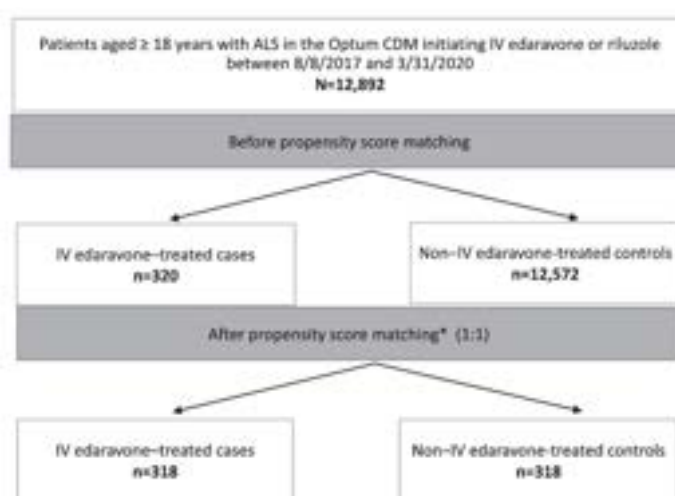 Patients aged ≥ 18 years with ALS in the Optum CDM initiating IV edaravone or riluzole
between 8/8/2017 and 3/31/2020
N=12,892
Before propensity score matching
IV edaravone–treated cases
n=320
Non–IV edaravone-treated controls
n=12,572
After propensity score matching* (1:1)
IV edaravone–treated cases
n=318
Non–IV edaravone-treated controls
n=318